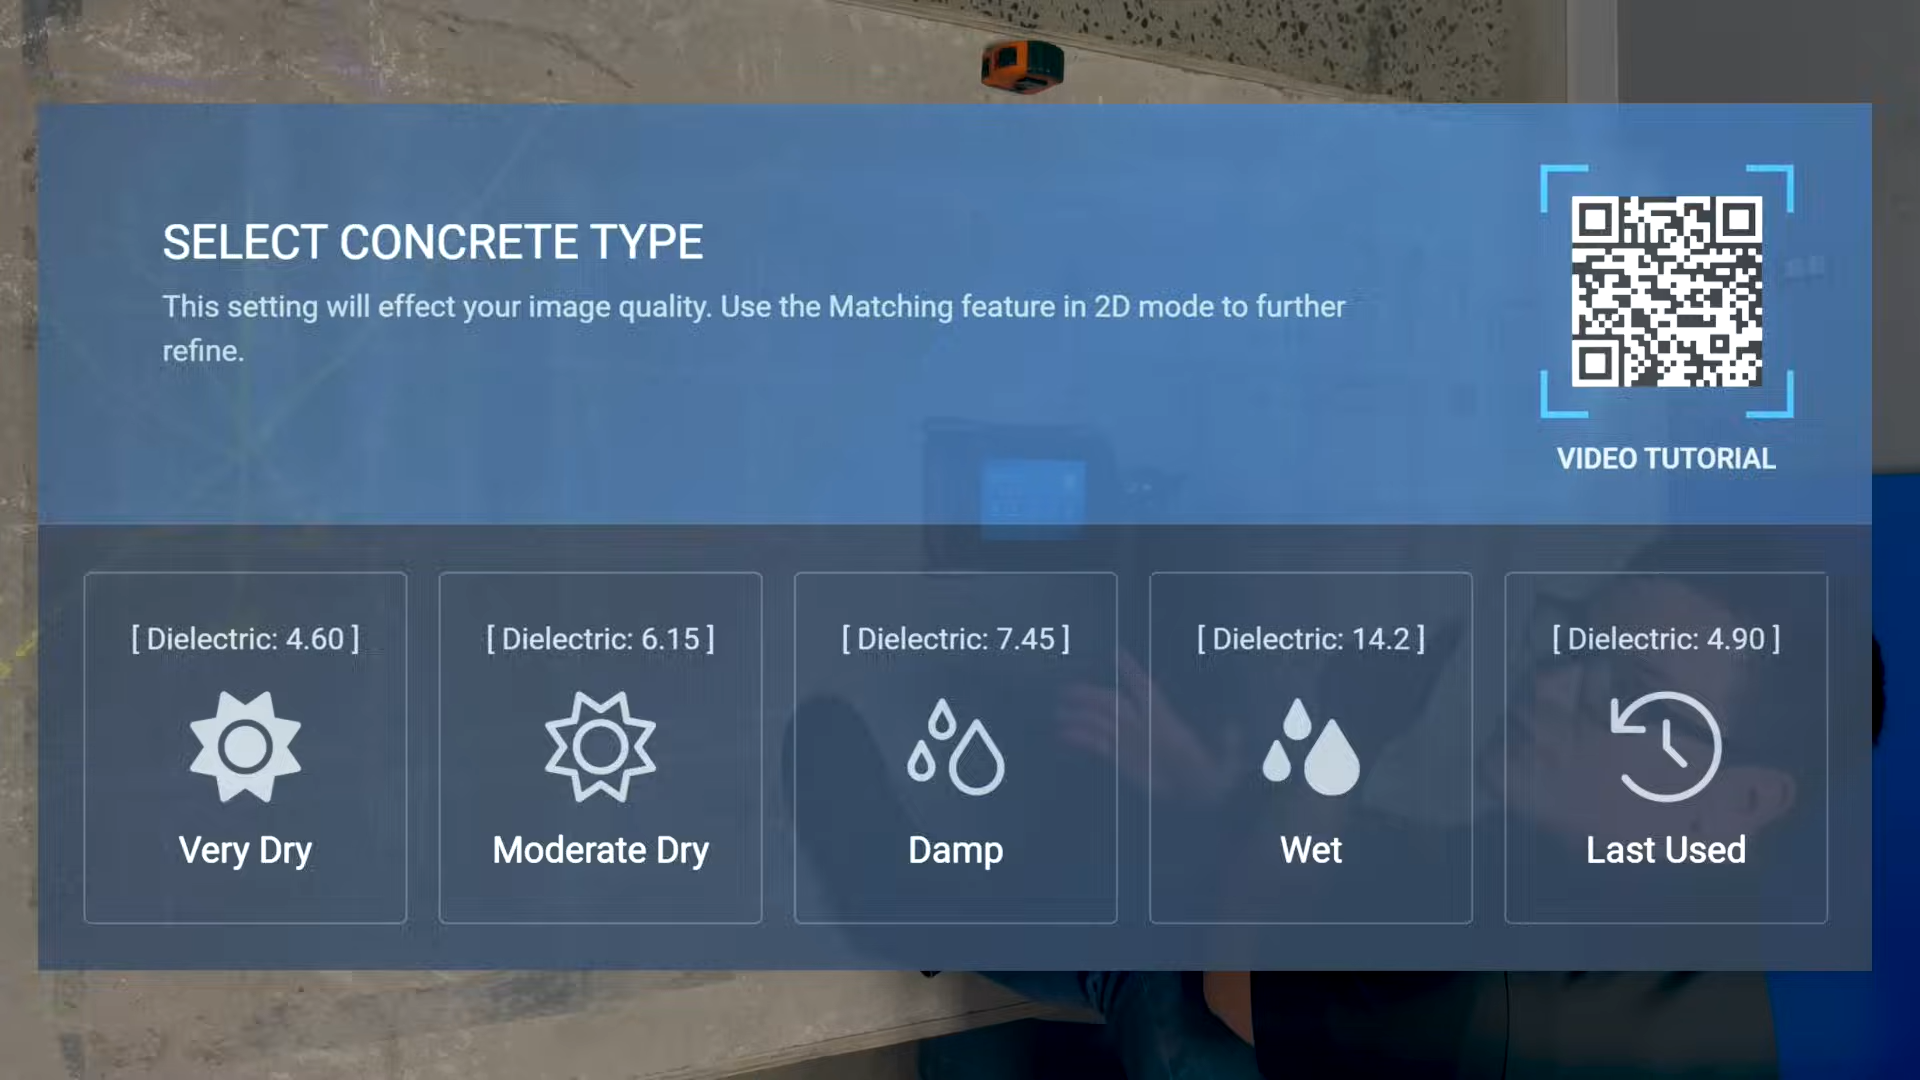 SELECT CONCRETE TYPE
This setting will effect your image quality. Use the Matching feature in 2D mode to further
refine.
VIDEO TUTORIAL
[ Dielectric: 4.60 ]
Very Dry
[ Dielectric: 6.15 ]
Moderate Dry
[ Dielectric: 7.45 ]
Damp
[ Dielectric: 14.2 ]
Wet
[ Dielectric: 4.90 ]
Last Used